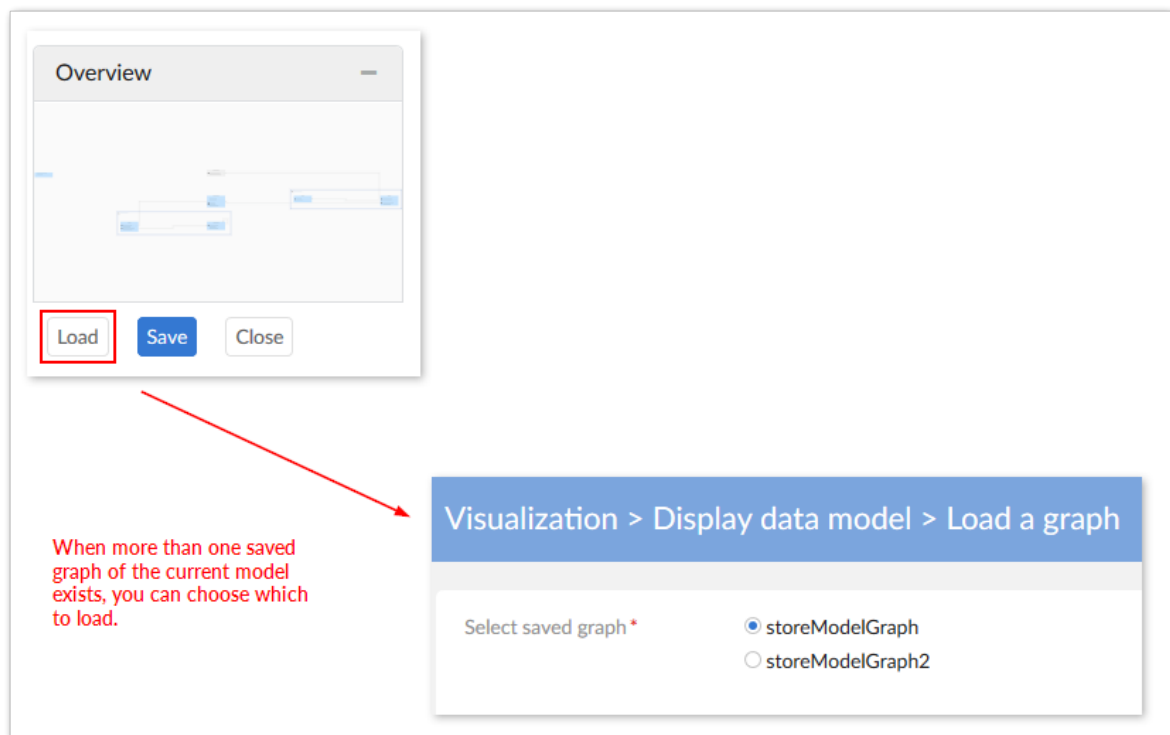 Overview
Load Save Close
When more than one saved
graph of the current model
exists, you can choose which
to load.
Visualization > Display data model > Load a graph
Select saved graph * storeModelGraph
storeModelGraph2